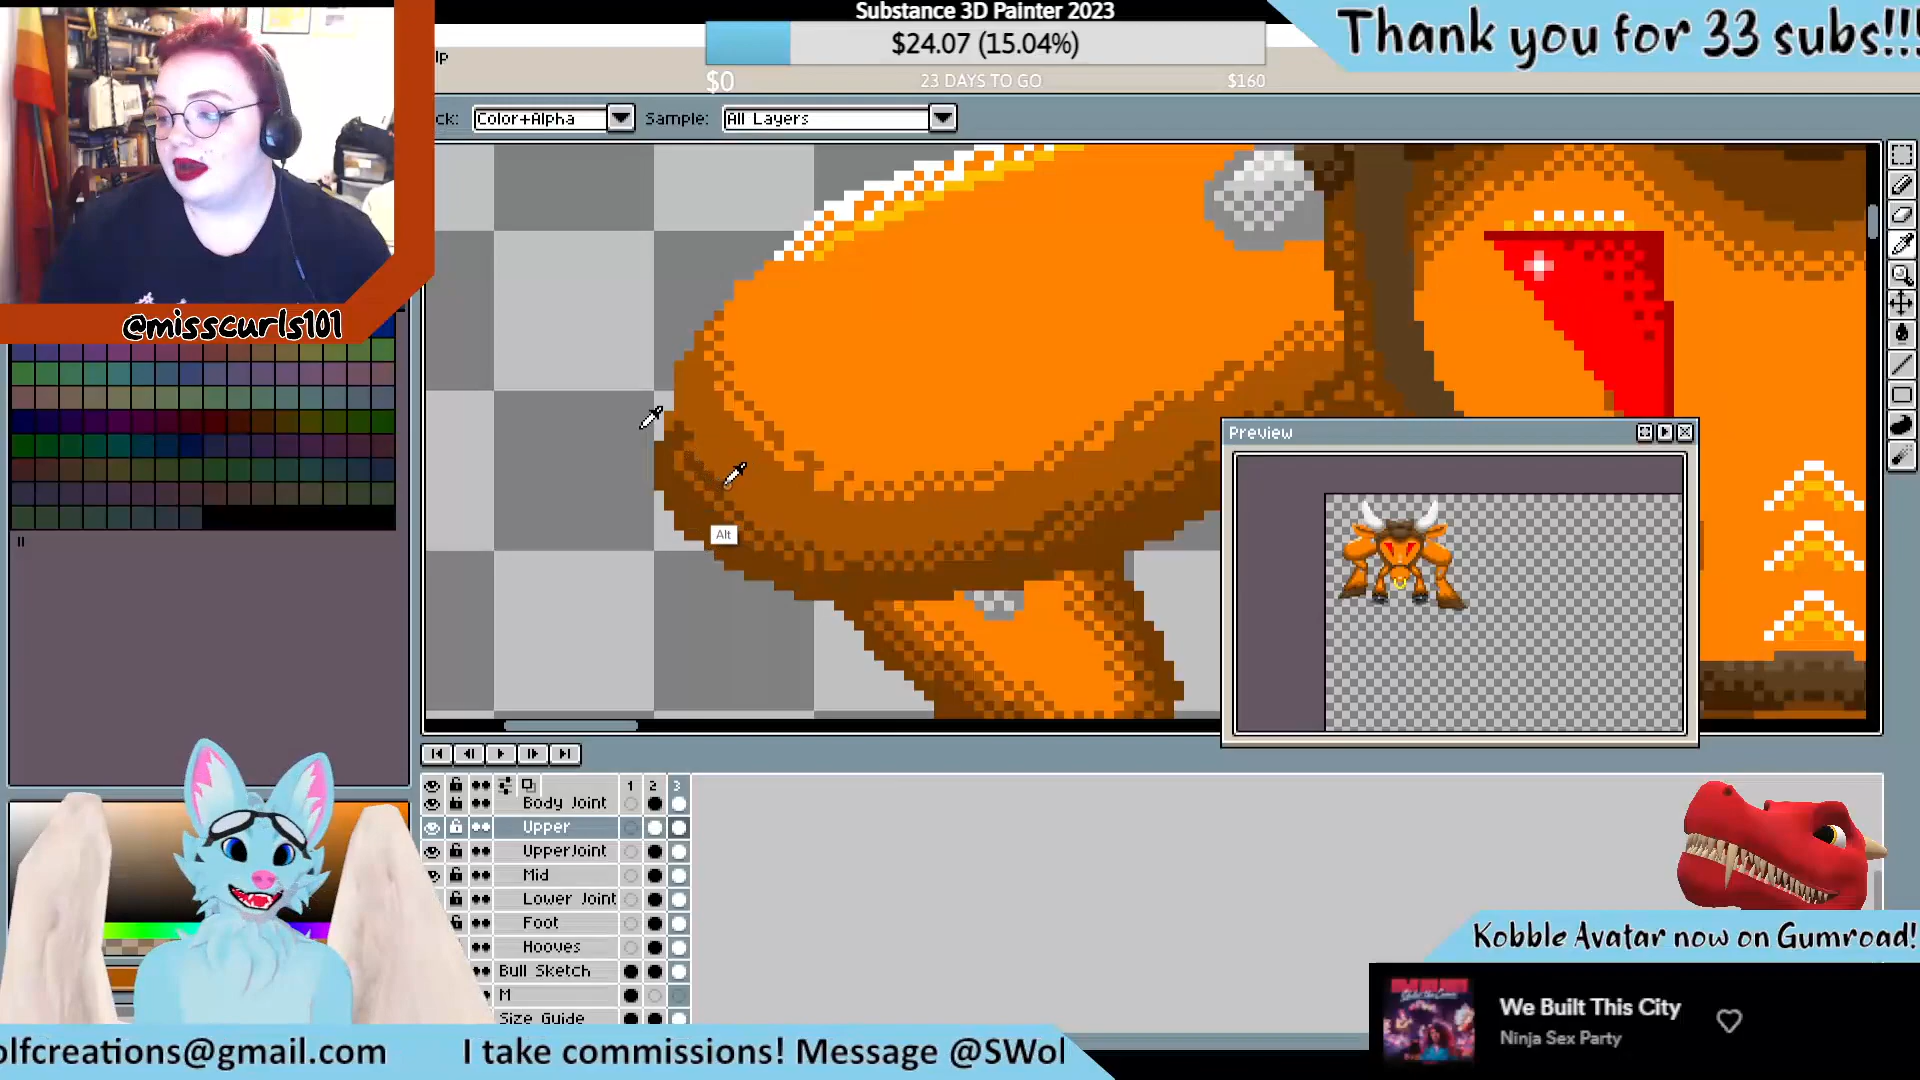 Substance 3D Painter 2023
$24.07 (15.04%)
$0
23 DAYS TO GO
$160
Thank you for 33 subs!!!
lp
ck:
Color+Alpha
Sample:
All Layers
@misscurls101
Alt
Preview
1
2
3
Body Joint
Upper
UpperJoint
Mid
Lower Joint
Foot
Hooves
Bull Sketch
M
Size Guide
Kobble Avatar now on Gumroad!
We Built This City
Ninja Sex Party
olfcreations@gmail.com
I take commissions! Message @SWol